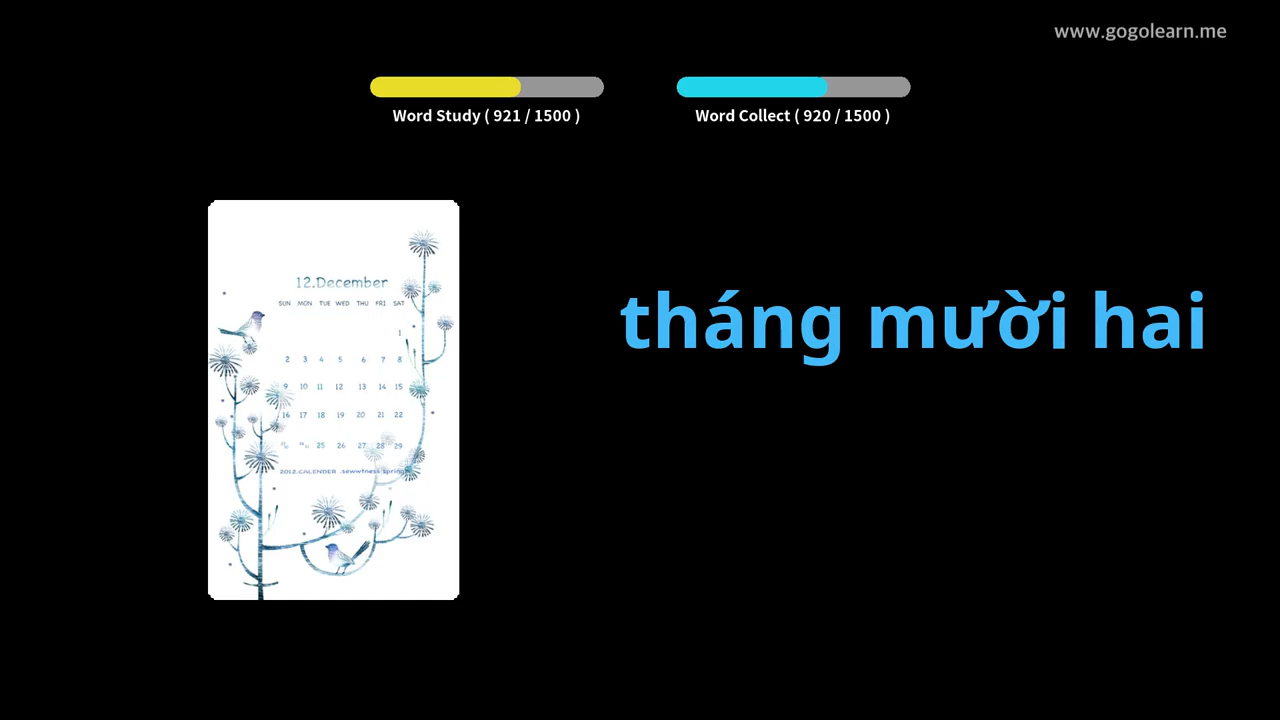 www.gogolearn.me
Word Study ( 921 / 1500 )
Word Collect ( 920 / 1500 )
12.December
SUN MON TUE WED THU FRI SAT
1
2 3 4 5 6 7 8
9 10 11 12 13 14 15
16 17 18 19 20 21 22
25 26 27 28 29
2012.CALENDER .sewwtness spring
tháng mười hai